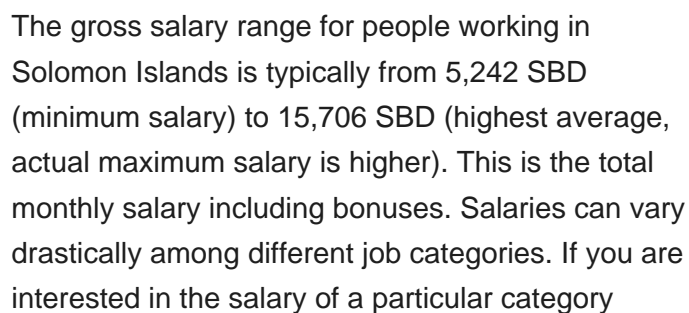 The gross salary range for people working in
Solomon Islands is typically from 5,242 SBD
(minimum salary) to 15,706 SBD (highest average,
actual maximum salary is higher). This is the total
monthly salary including bonuses. Salaries can vary
drastically among different job categories. If you are
interested in the salary of a particular category